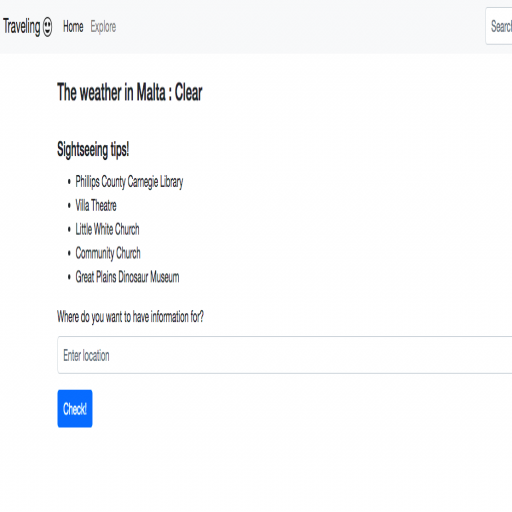 Traveling Home Explore Search
The weather in Malta : Clear
Sightseeing tips!
• Phillips County Carnegie Library
• Villa Theatre
• Little White Church
• Community Church
• Great Plains Dinosaur Museum
Where do you want to have information for?
Enter location
Check!